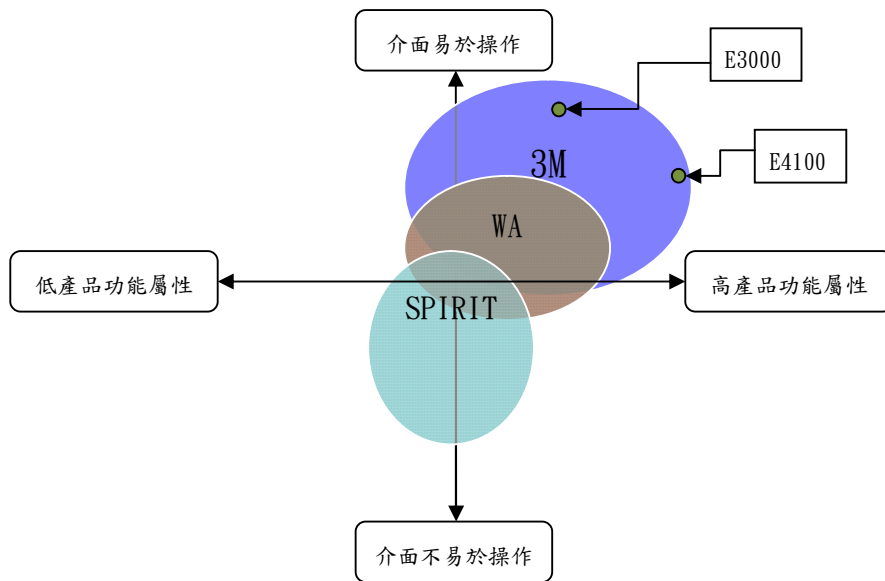 介面易於操作
E3000
3M
E4100
WA
低產品功能屬性
高產品功能屬性
SPIRIT
介面不易於操作